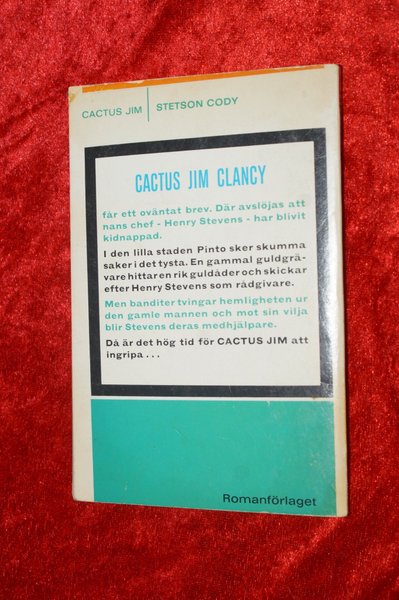 CACTUS JIM | STETSON CODY
CACTUS JIM CLANCY
får ett oväntat brev. Där avslöjas att
hans chef - Henry Stevens - har blivit
kidnappad.
I den lilla staden Pinto sker skumma
saker i det tysta. En gammal guldgrä-
vare hittar en rik guldåder och skickar
efter Henry Stevens som rådgivare.
Men banditer tvingar hemligheten ur
den gamle mannen och mot sin vilja
blir Stevens deras medhjälpare.
Då är det hög tid för CACTUS JIM att
ingripa . . .
Romanförlaget